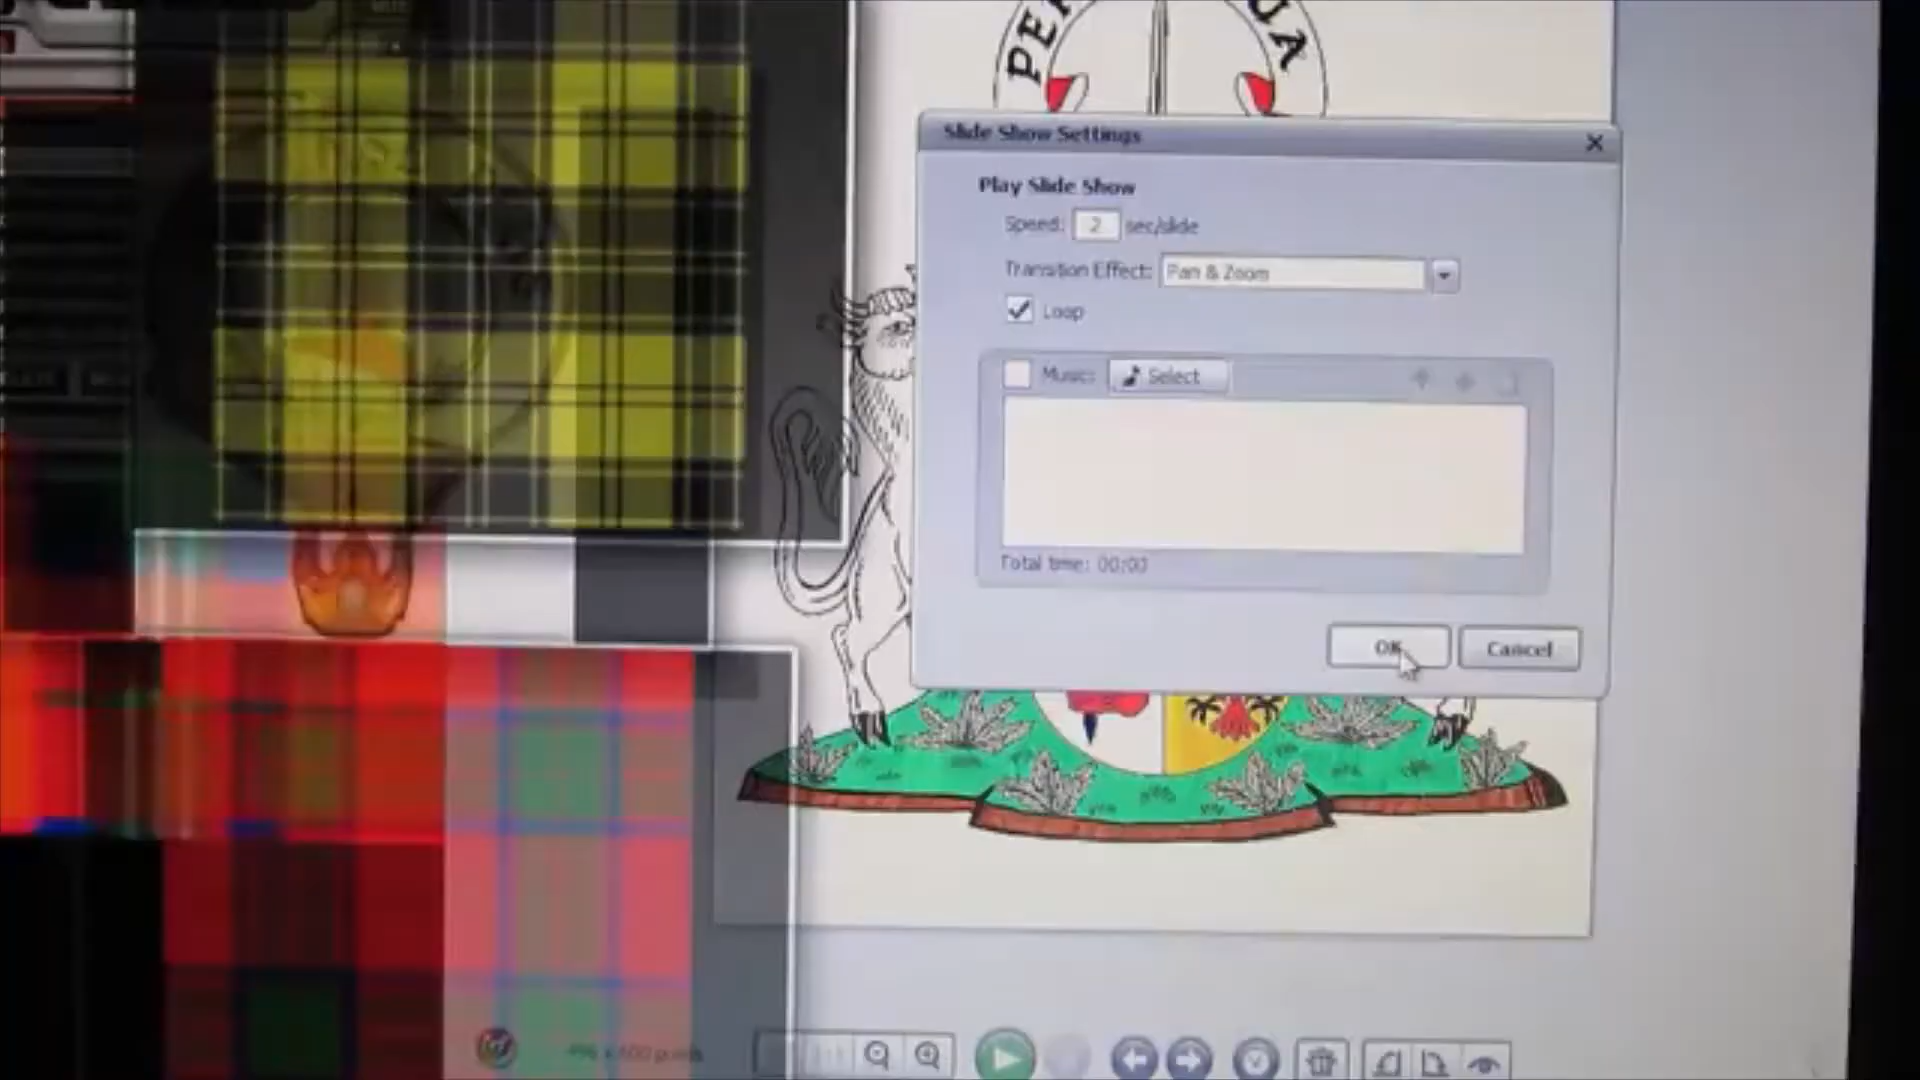 Slide Show Settings
Play Slide Show
Speed: 2 sec/slide
Transition Effect: Pan & Zoom
Loop
Music: Select
Total time: 00:03
OK Cancel